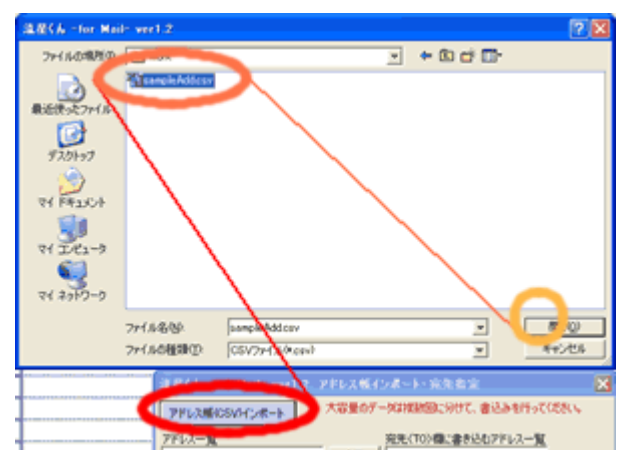 流星くん -for Mail- ver1.2
ファイルの場所(I):
sampleAdd.csv
最近使ったファイル
デスクトップ
マイ ドキュメント
マイ コンピュータ
マイ ネットワーク
ファイル名(N):
sampleAdd.csv
開く(O)
ファイルの種類(T):
CSVファイル(*.csv)
キャンセル
アドレス帳インポート・宛先指定
アドレス帳(CSV)インポート
大容量のデータは複数回に分けて、書込みを行ってください。
アドレス一覧
宛先(TO)欄に書き込むアドレス一覧